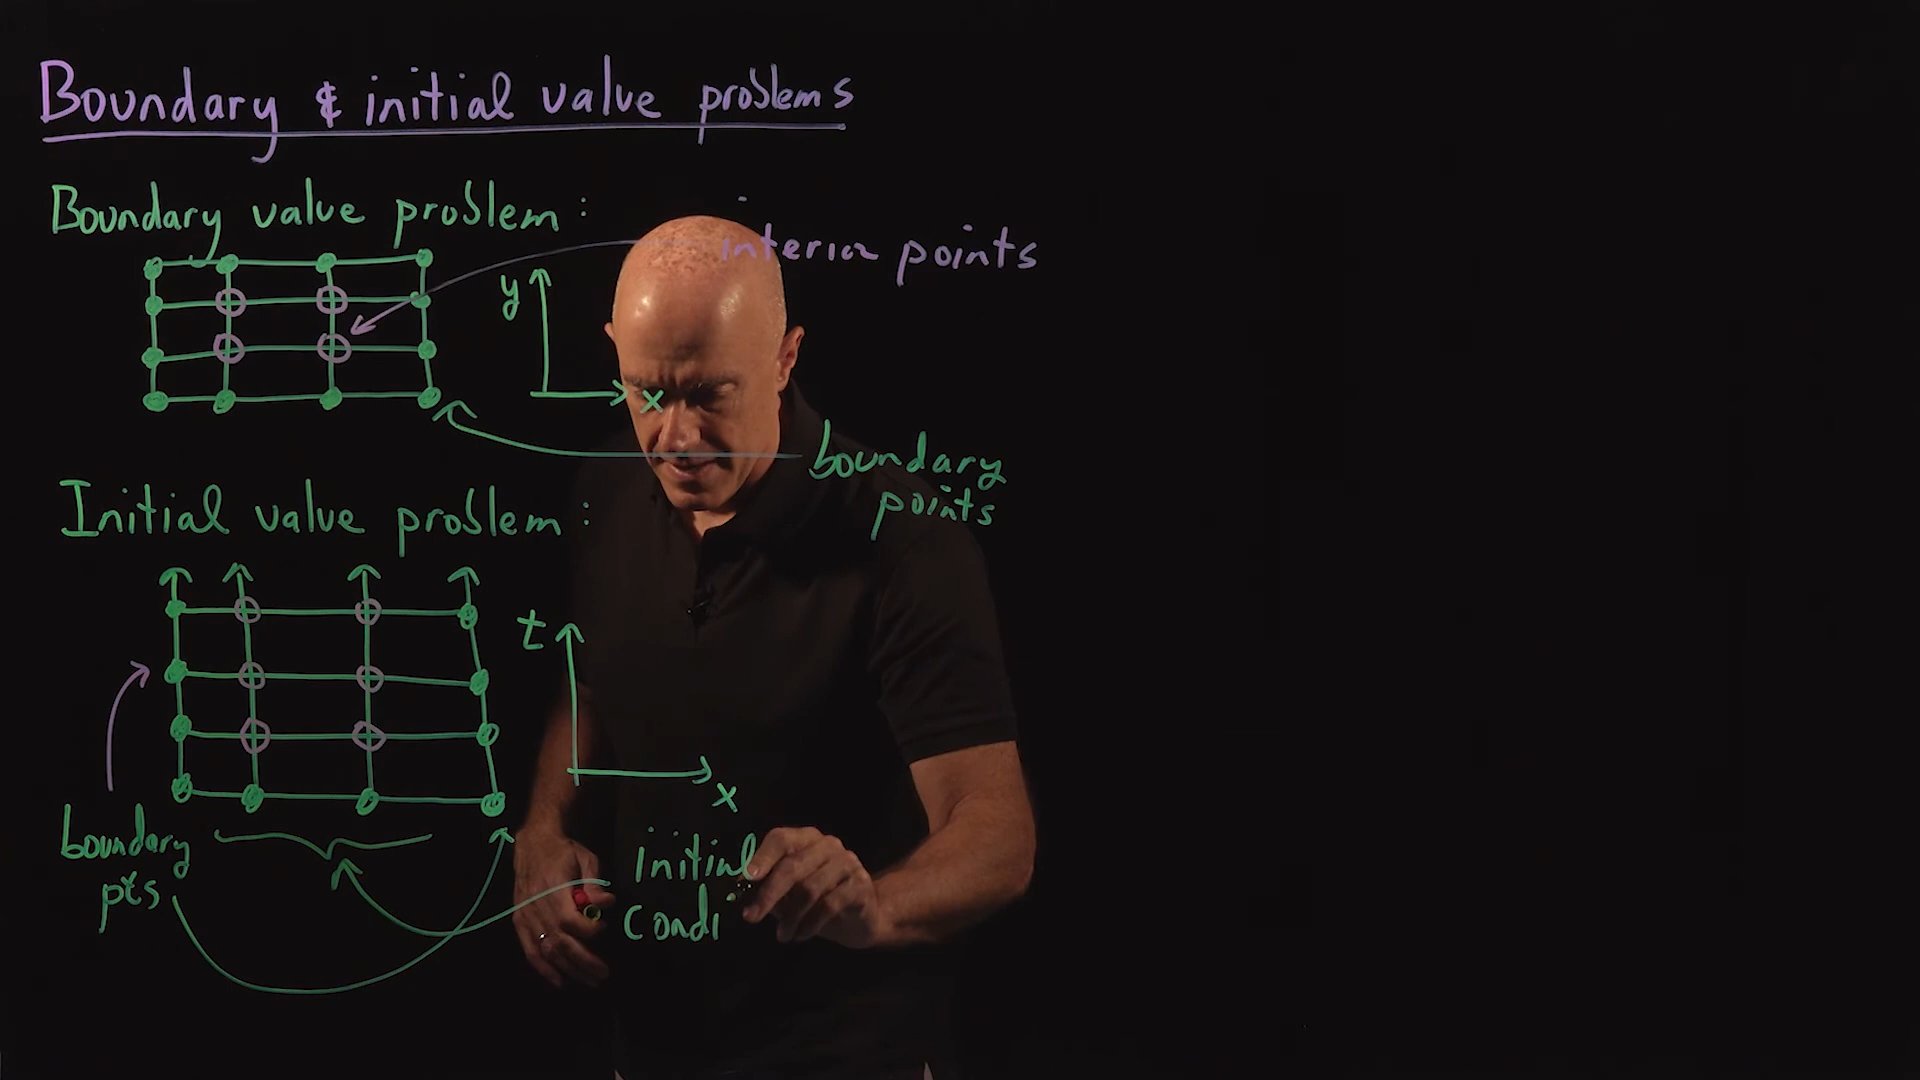 Boundary & initial value problems
Boundary value problem:
interior points
y
x
boundary
points
Initial value problem:
t
x
boundary
pts
initial
condi